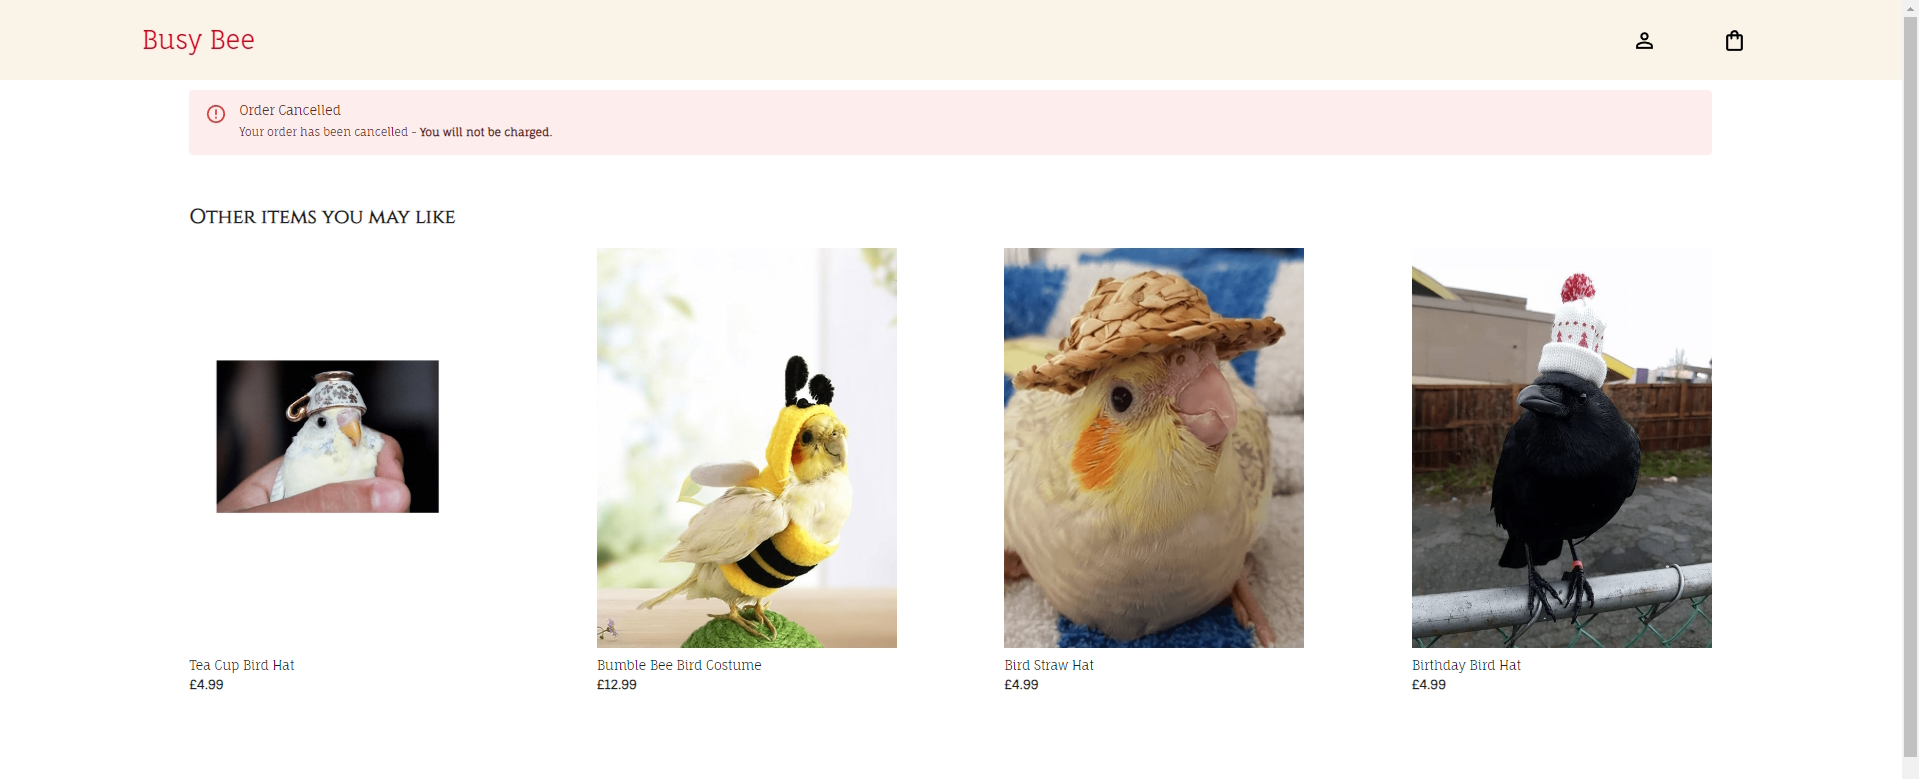 Busy Bee
Order Cancelled
Your order has been cancelled - You will not be charged.
Other items you may like
Tea Cup Bird Hat
£4.99
Bumble Bee Bird Costume
£12.99
Bird Straw Hat
£4.99
Birthday Bird Hat
£4.99